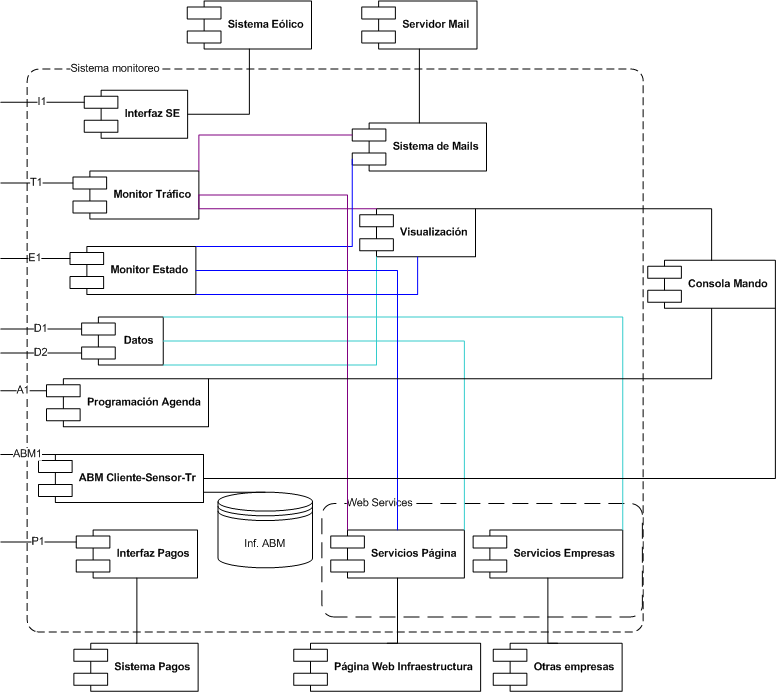 Sistema Eólico
Servidor Mail
Sistema monitoreo
I1
Interfaz SE
Sistema de Mails
T1
Monitor Tráfico
Visualización
E1
Monitor Estado
Consola Mando
D1
Datos
D2
A1
Programación Agenda
ABM1
ABM Cliente-Sensor-Tr
Web Services
P1
Interfaz Pagos
Inf. ABM
Servicios Página
Servicios Empresas
Sistema Pagos
Página Web Infraestructura
Otras empresas